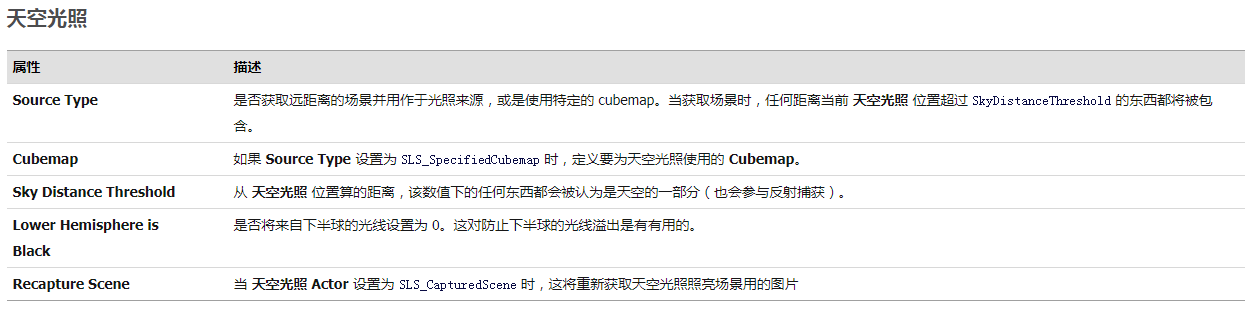 天空光照
属性 描述
Source Type 是否获取远距离的场景并用作于光照来源，或是使用特定的 cubemap。当获取场景时，任何距离当前 天空光照 位置超过 SkyDistanceThreshold 的东西都将被包
含。
Cubemap 如果 Source Type 设置为 SLS_SpecifiedCubemap 时，定义要为天空光照使用的 Cubemap。
Sky Distance Threshold 从 天空光照 位置算的距离，该数值下的任何东西都会被认为是天空的一部分（也会参与反射捕获）。
Lower Hemisphere is 是否将来自下半球的光线设置为 0。这对防止下半球的光线溢出是有有用的。
Black
Recapture Scene 当 天空光照 Actor 设置为 SLS_CapturedScene 时，这将重新获取天空光照照亮场景用的图片